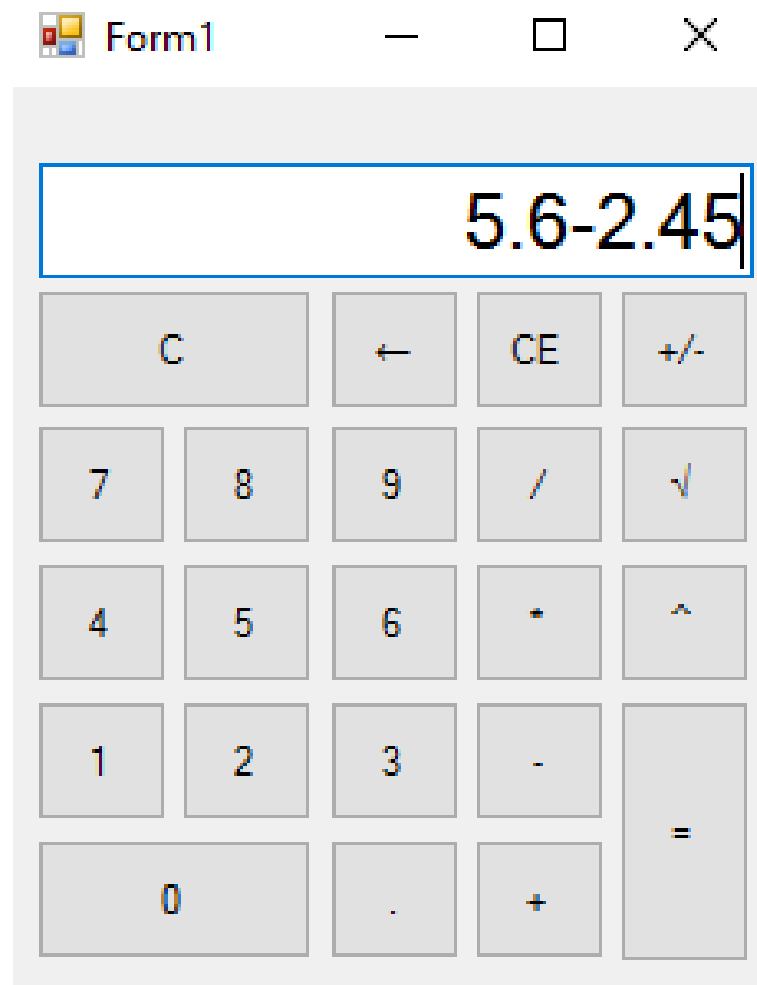 Form1
5.6-2.45
C ← CE +/-
7 8 9 / √
4 5 6 * ^
1 2 3 -
=
0 . +